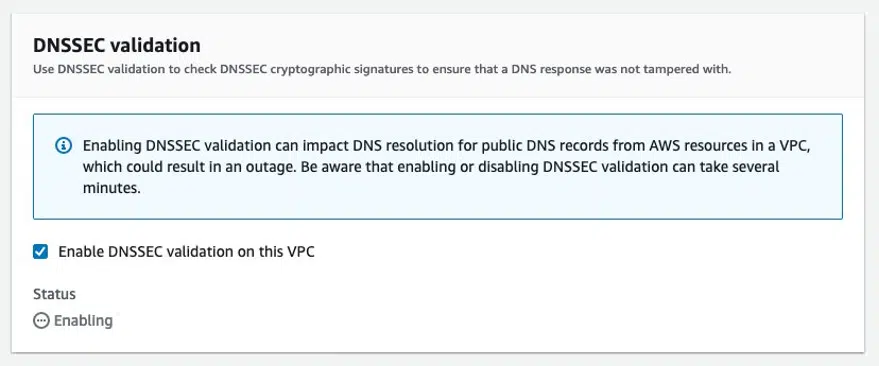 DNSSEC validation
Use DNSSEC validation to check DNSSEC cryptographic signatures to ensure that a DNS response was not tampered with.
Enabling DNSSEC validation can impact DNS resolution for public DNS records from AWS resources in a VPC,
which could result in an outage. Be aware that enabling or disabling DNSSEC validation can take several
minutes.
Enable DNSSEC validation on this VPC
Status
Enabling